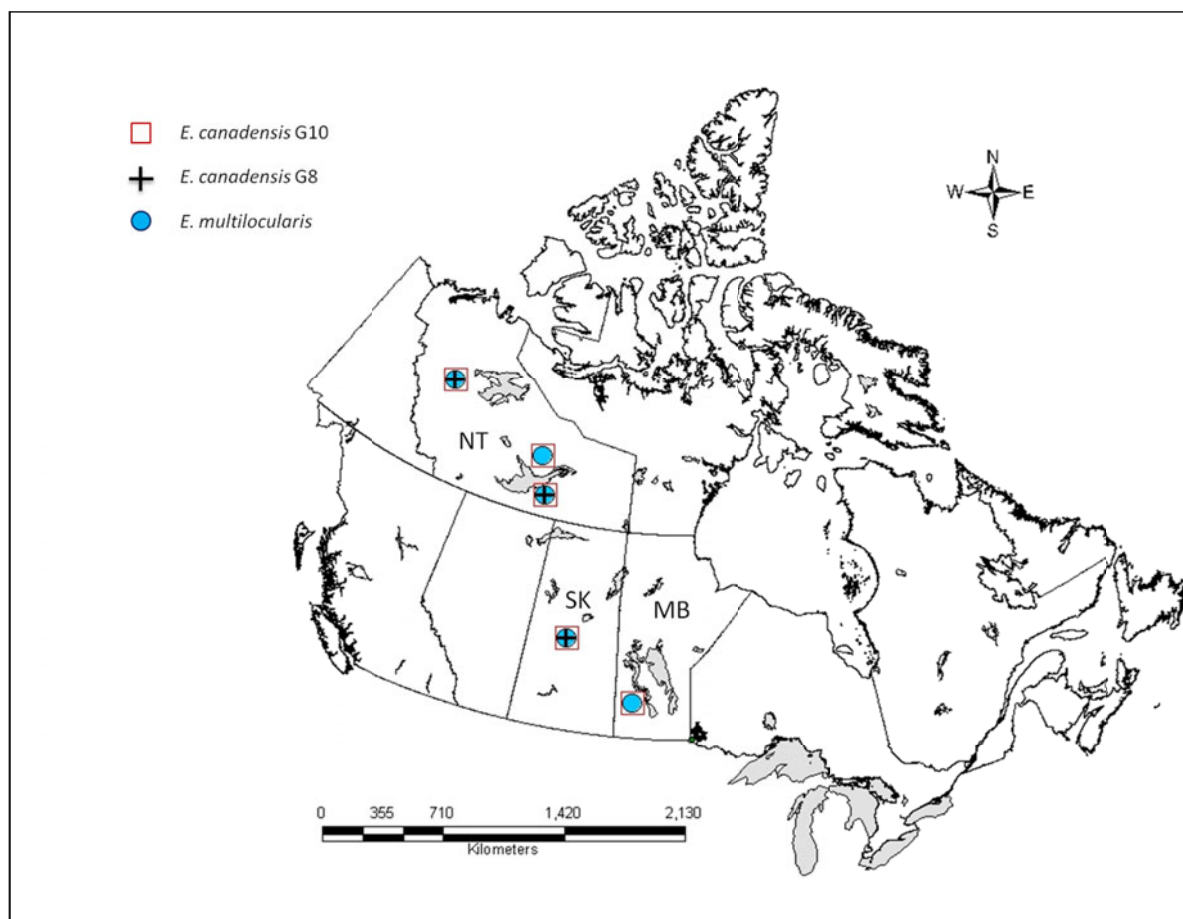 E. canadensis G10
E. canadensis G8
E. multilocularis
N
W E
S
NT
SK
MB
0 355 710 1,420 2,130
Kilometers